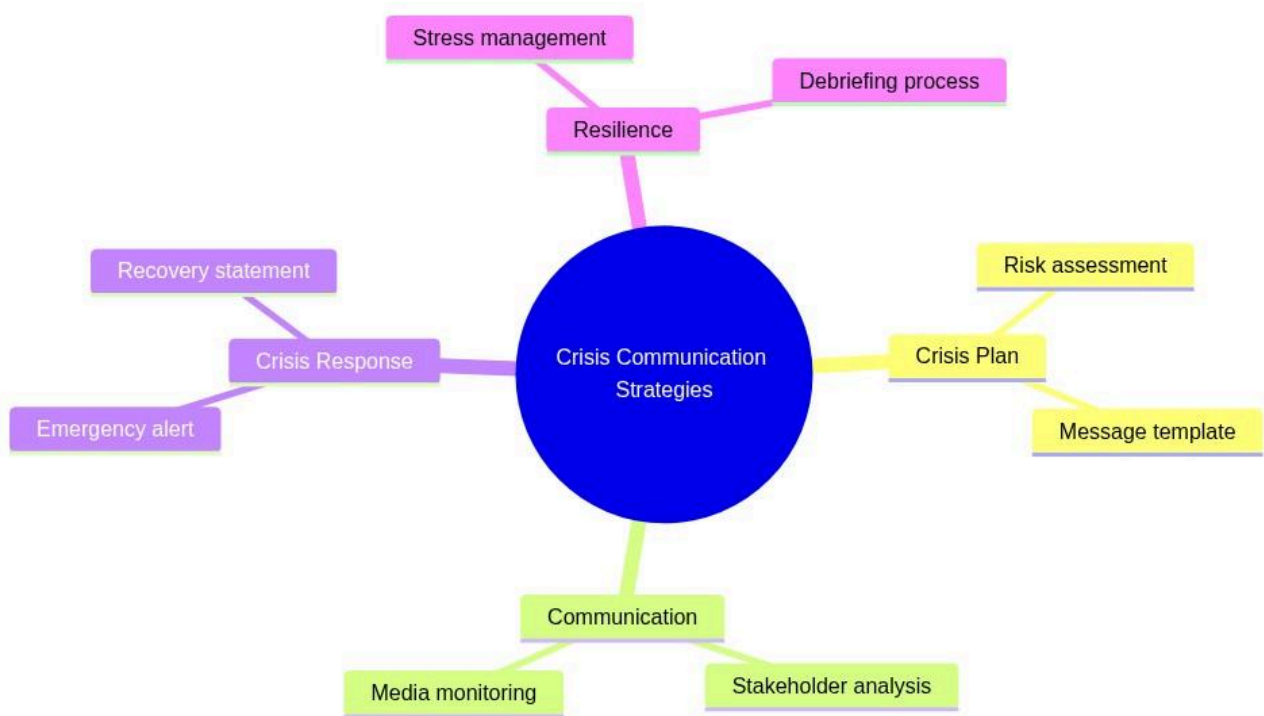 Stress management
Debriefing process
Resilience
Recovery statement
Risk assessment
Crisis Response
Crisis Communication
Strategies
Crisis Plan
Emergency alert
Message template
Communication
Media monitoring
Stakeholder analysis